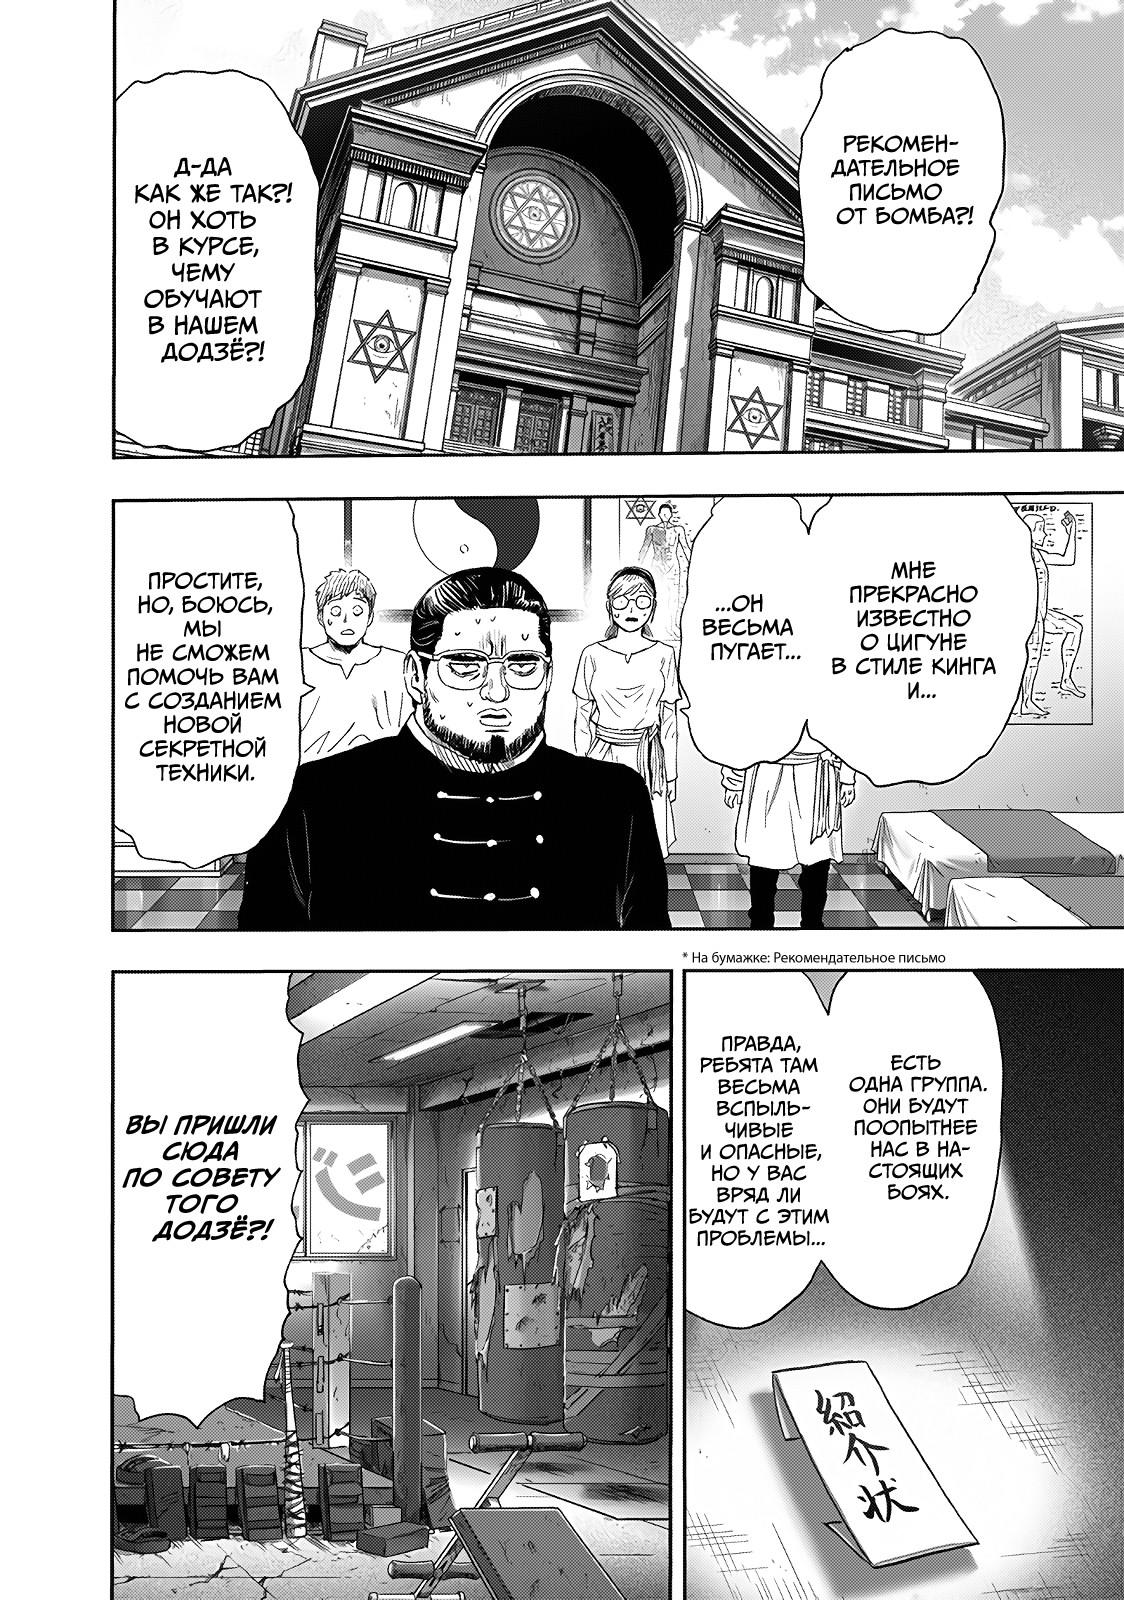 РЕКОМЕН-
ДАТЕЛЬНОЕ
ПИСЬМО
ОТ БОМБА?!
Д-ДА
КАК ЖЕ ТАК?!
ОН ХОТЬ
В КУРСЕ,
ЧЕМУ
ОБУЧАЮТ
В НАШЕМ
ДОДЗЁ?!
МНЕ
ПРЕКРАСНО
ИЗВЕСТНО
О ЦИГУНЕ
В СТИЛЕ КИНГА
И...
...ОН
ВЕСЬМА
ПУГАЕТ...
ПРОСТИТЕ,
НО, БОЮСЬ,
МЫ
НЕ СМОЖЕМ
ПОМОЧЬ ВАМ
С СОЗДАНИЕМ
НОВОЙ
СЕКРЕТНОЙ
ТЕХНИКИ.
* На бумажке: Рекомендательное письмо
ЕСТЬ
ОДНА ГРУППА.
ОНИ БУДУТ
ПООПЫТНЕЕ
НАС В НА-
СТОЯЩИХ
БОЯХ.
ПРАВДА,
РЕБЯТА ТАМ
ВЕСЬМА
ВСПЫЛЬ-
ЧИВЫЕ
И ОПАСНЫЕ,
НО У ВАС
ВРЯД ЛИ
БУДУТ С ЭТИМ
ПРОБЛЕМЫ...
紹介状
ВЫ ПРИШЛИ
СЮДА
ПО СОВЕТУ
ТОГО
ДОДЗЁ?!